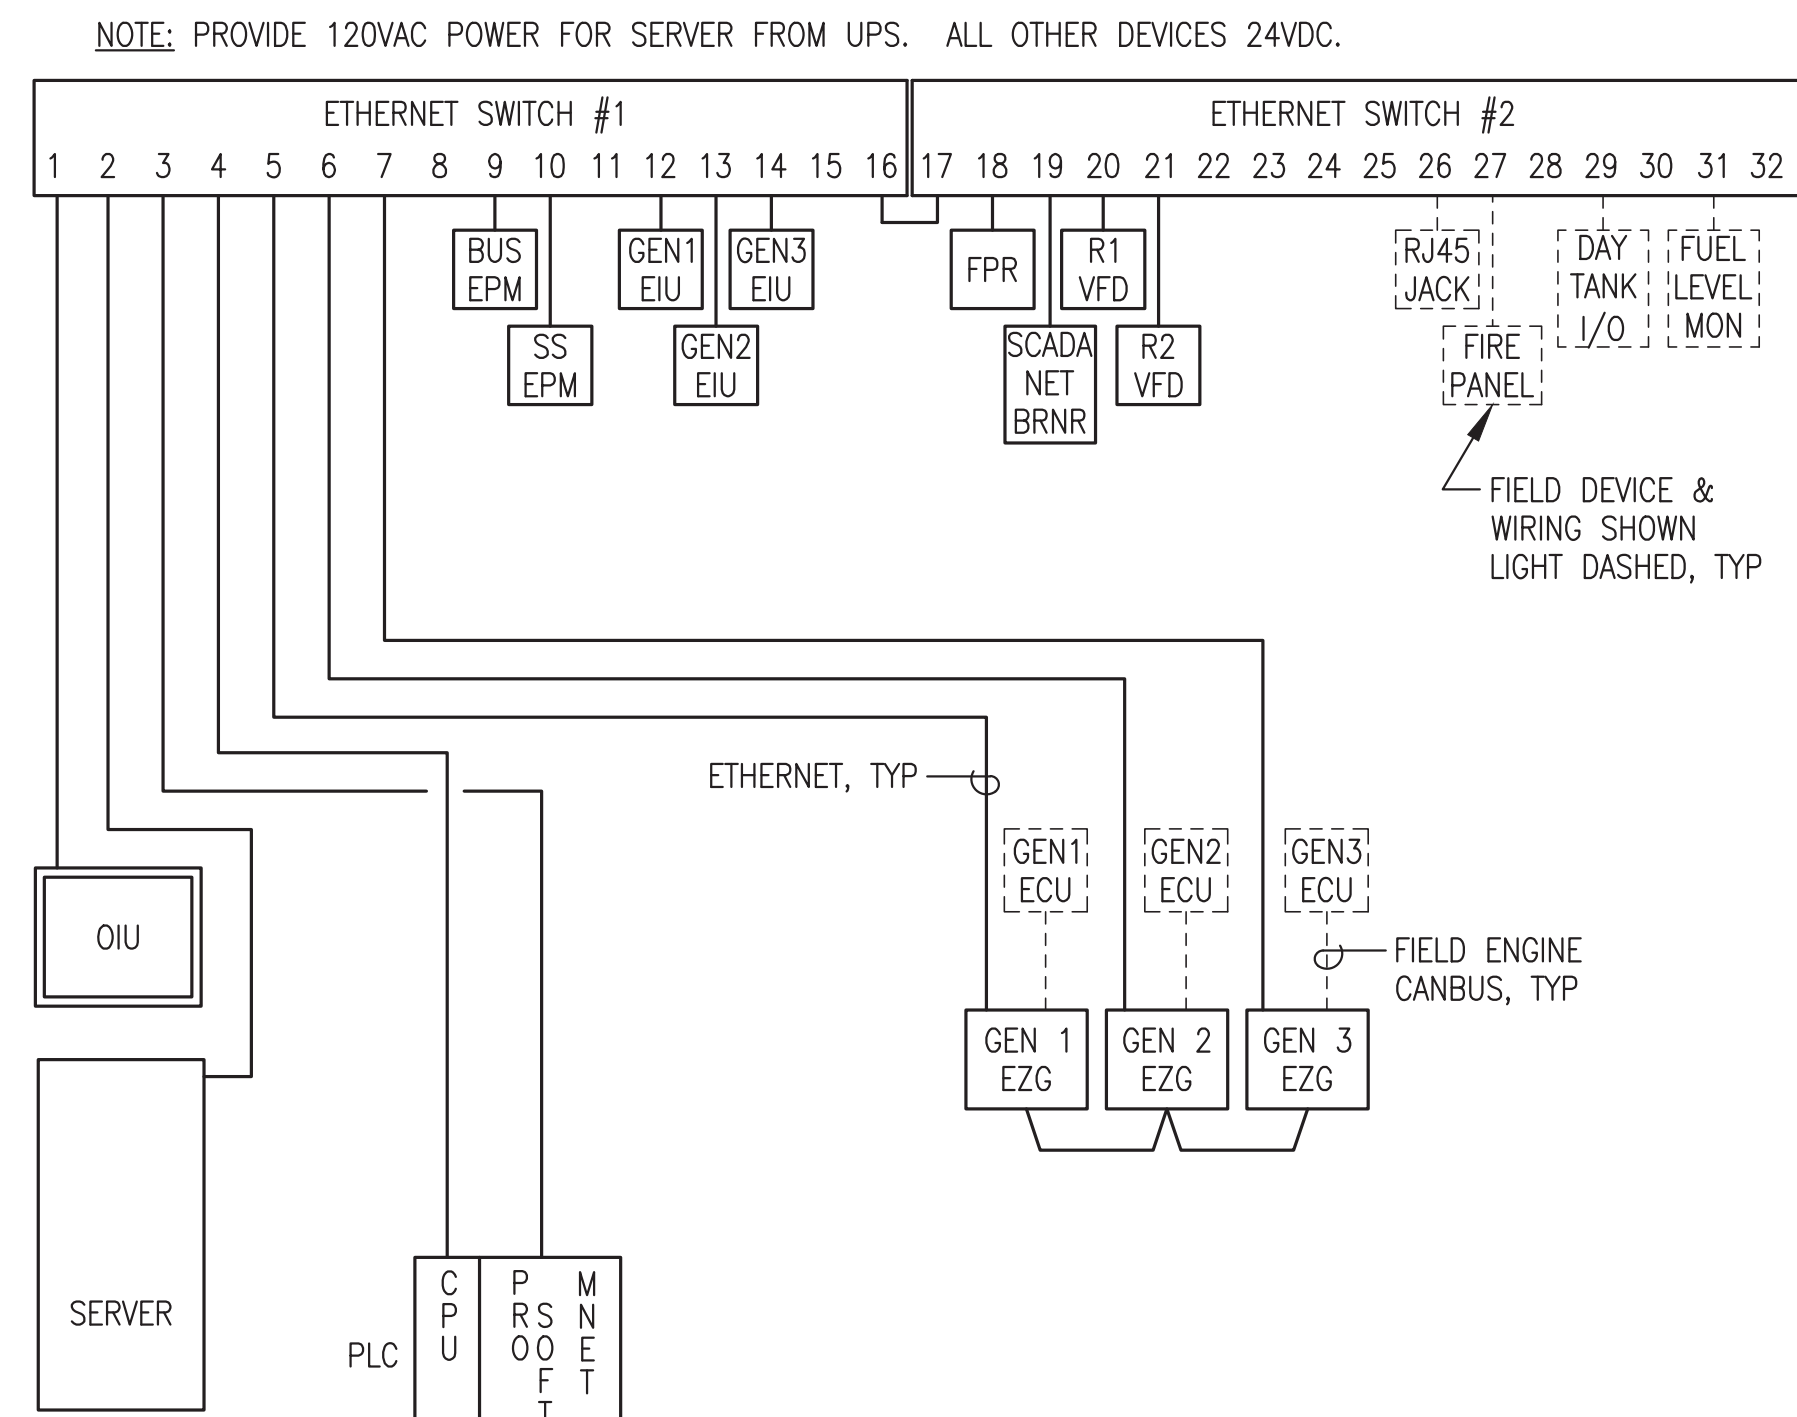 NOTE: PROVIDE 120VAC POWER FOR SERVER FROM UPS. ALL OTHER DEVICES 24VDC.
ETHERNET SWITCH #1
1 2 3 4 5 6 7 8 9 10 11 12 13 14 15 16
ETHERNET SWITCH #2
17 18 19 20 21 22 23 24 25 26 27 28 29 30 31 32
BUS
EPM
SS
EPM
GEN1
EIU
GEN2
EIU
GEN3
EIU
FPR
SCADA
NET
BRNR
R1
VFD
R2
VFD
RJ45
JACK
FIRE
PANEL
DAY
TANK
I/O
FUEL
LEVEL
MON
FIELD DEVICE &
WIRING SHOWN
LIGHT DASHED, TYP
ETHERNET, TYP
GEN1
ECU
GEN2
ECU
GEN3
ECU
FIELD ENGINE
CANBUS, TYP
GEN 1
EZG
GEN 2
EZG
GEN 3
EZG
OIU
SERVER
PLC
CPU
PRO
SOFT
MNET